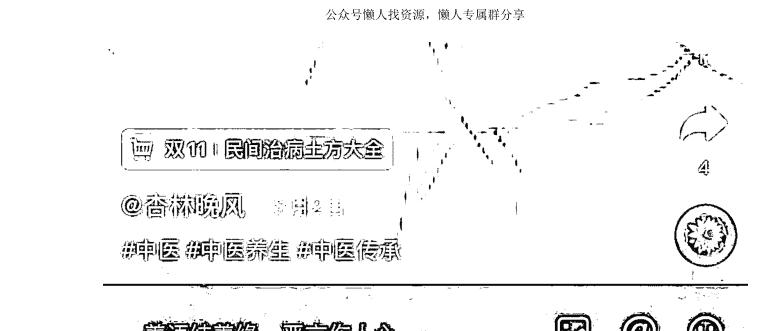 公众号懒人找资源，懒人专属群分享
双11 | 民间治病土方大全
4
@杏林晚风
#中医 #中医养生 #中医传承